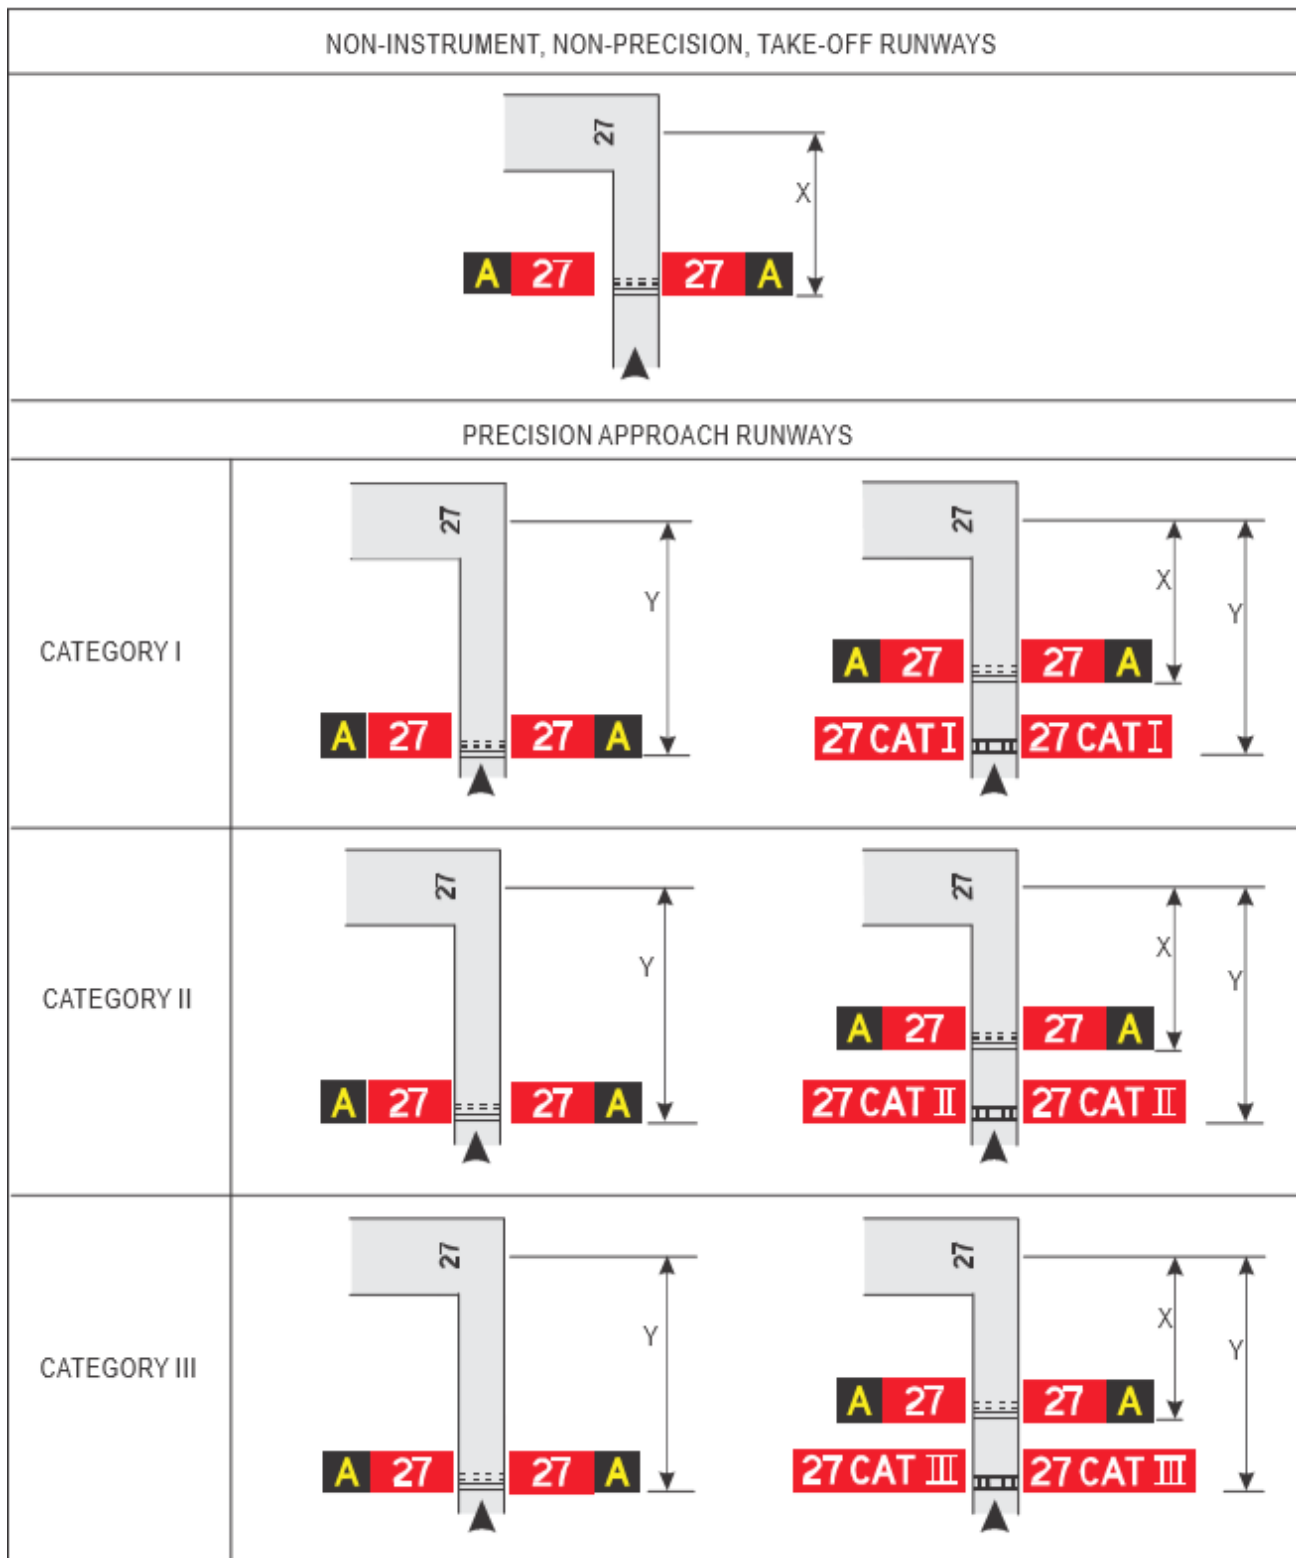 NON-INSTRUMENT, NON-PRECISION, TAKE-OFF RUNWAYS
27
X
A 27 27 A
PRECISION APPROACH RUNWAYS
CATEGORY I
27
Y
A 27 27 A
27
X
Y
A 27 27 A
27 CAT I 27 CAT I
CATEGORY II
27
Y
A 27 27 A
27
X
Y
A 27 27 A
27 CAT II 27 CAT II
CATEGORY III
27
Y
A 27 27 A
27
X
Y
A 27 27 A
27 CAT III 27 CAT III